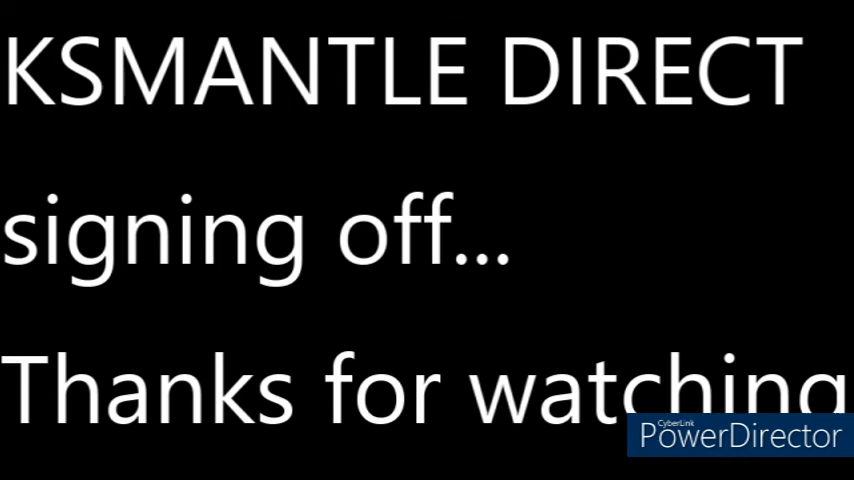 KSMANTLE DIRECT
signing off...
Thanks for watching
CyberLink
PowerDirector